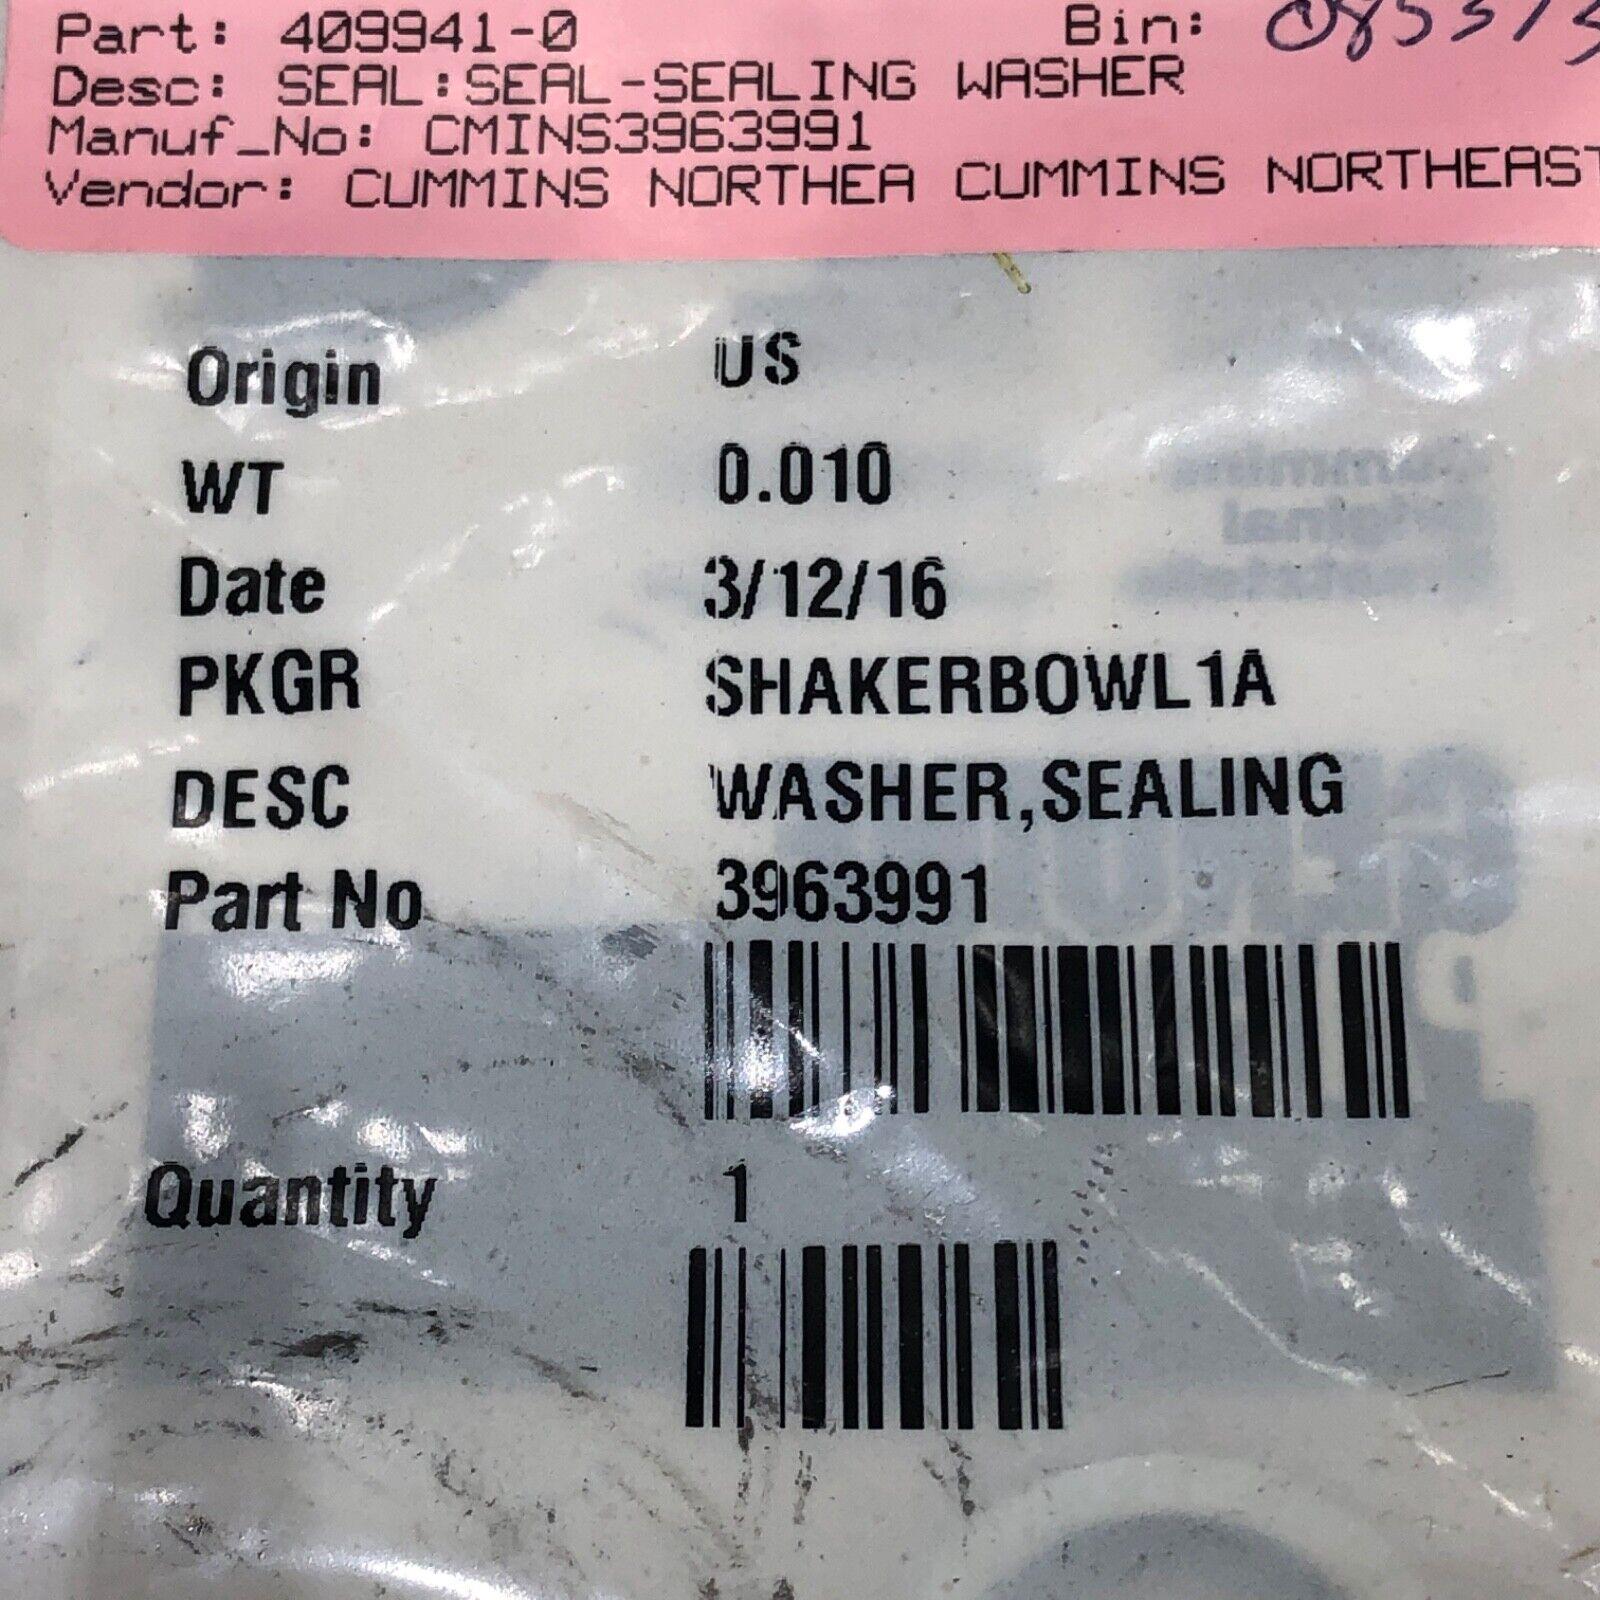 Part: 409941-0 Bin:
Desc: SEAL:SEAL-SEALING WASHER
Manuf_No: CMINS3963991
Vendor: CUMMINS NORTHEA CUMMINS NORTHEAST
Origin US
WT 0.010
Date 3/12/16
PKGR SHAKERBOWL1A
DESC WASHER,SEALING
Part No 3963991
Quantity 1